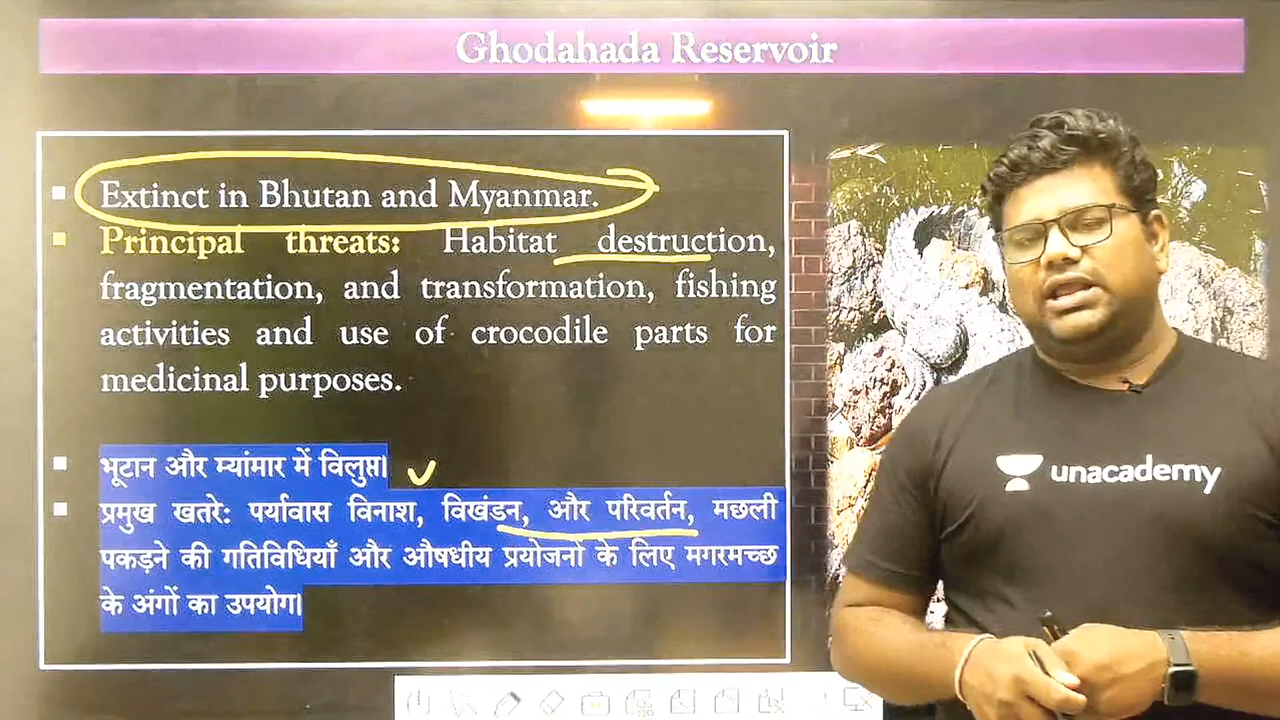 Ghodahada Reservoir
Extinct in Bhutan and Myanmar.
Principal threats: Habitat destruction,
fragmentation, and transformation, fishing
activities and use of crocodile parts for
medicinal purposes.
भूटान और म्यांमार में विलुप्त।
प्रमुख खतरे: पर्यावास विनाश, विखंडन, और परिवर्तन, मछली
पकड़ने की गतिविधियाँ और औषधीय प्रयोजनों के लिए मगरमच्छ
के अंगों का उपयोग।
unacademy